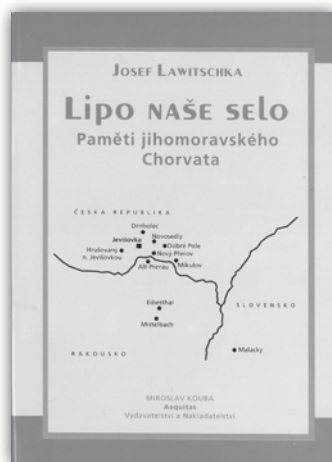 JOSEF LAWITSCHKA
LIPO NAŠE SELO
Paměti jihomoravského
Chorvata
ČESKÁ REPUBLIKA
Drnholec
Jevišovka
Novosedly
Dobré Pole
Hrušovany
n. Jevišovkou
Nový Přerov
Alt Prerau
Mikulov
Eibesthal
SLOVENSKO
Mistelbach
RAKOUSKO
Malacky
MIROSLAV KOUBA
Aequitas
Vydavatelství a Nakladatelství